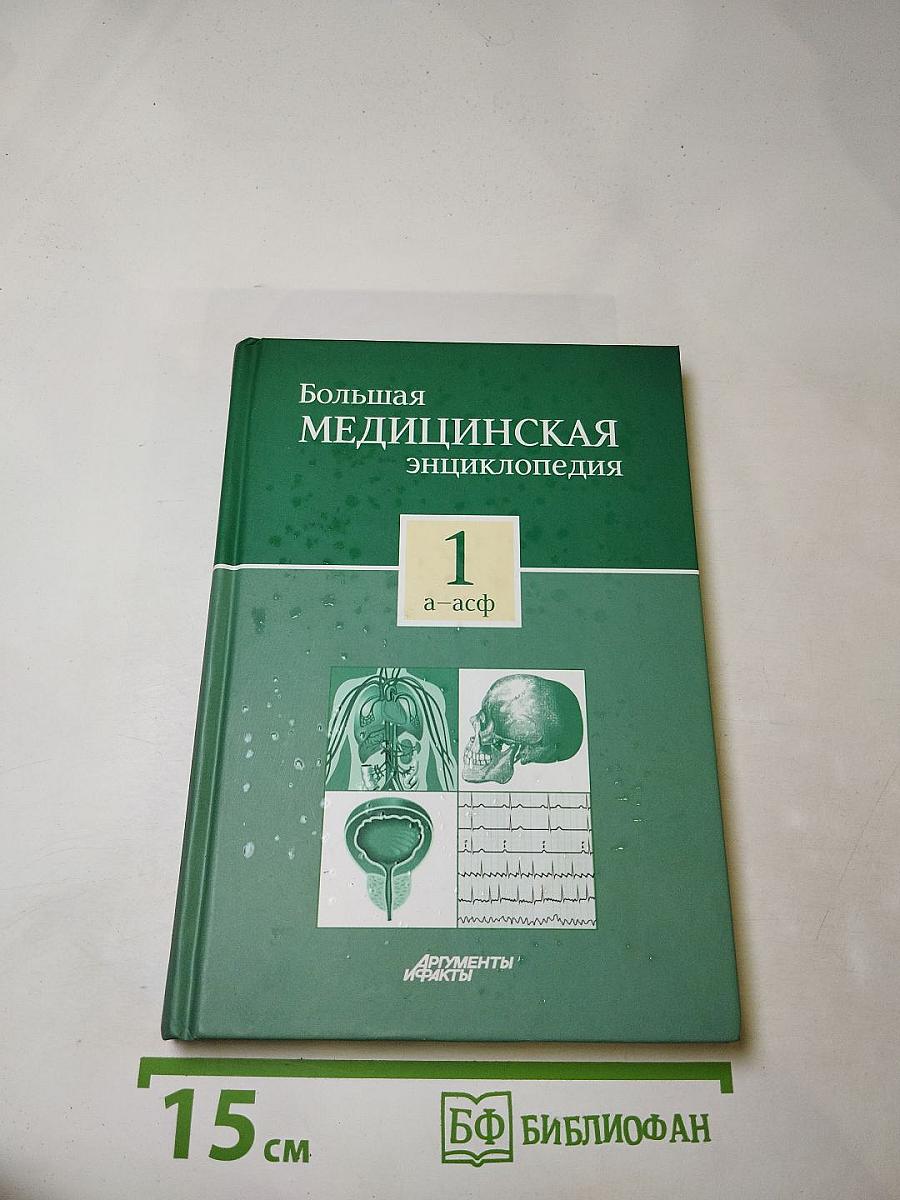 Большая
МЕДИЦИНСКАЯ
энциклопедия
1
а–асф
АРГУМЕНТЫ
И ФАКТЫ
15 см
БФ БИБЛИОФАН